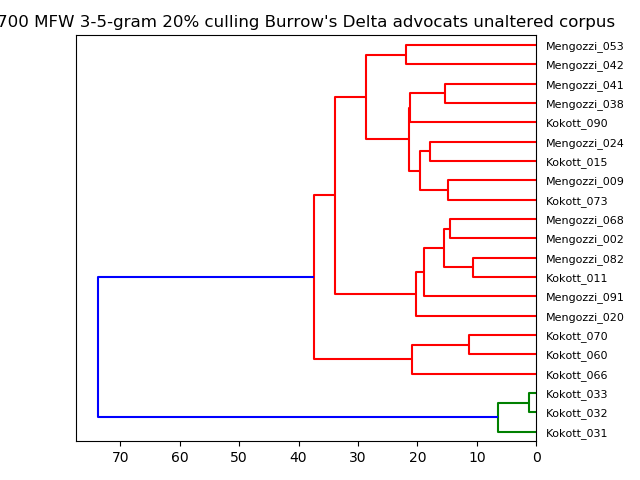 700 MFW 3-5-gram 20% culling Burrow's Delta advocats unaltered corpus
Mengozzi_053
Mengozzi_042
Mengozzi_041
Mengozzi_038
Kokott_090
Mengozzi_024
Kokott_015
Mengozzi_009
Kokott_073
Mengozzi_068
Mengozzi_002
Mengozzi_082
Kokott_011
Mengozzi_091
Mengozzi_020
Kokott_070
Kokott_060
Kokott_066
Kokott_033
Kokott_032
Kokott_031
70 60 50 40 30 20 10 0